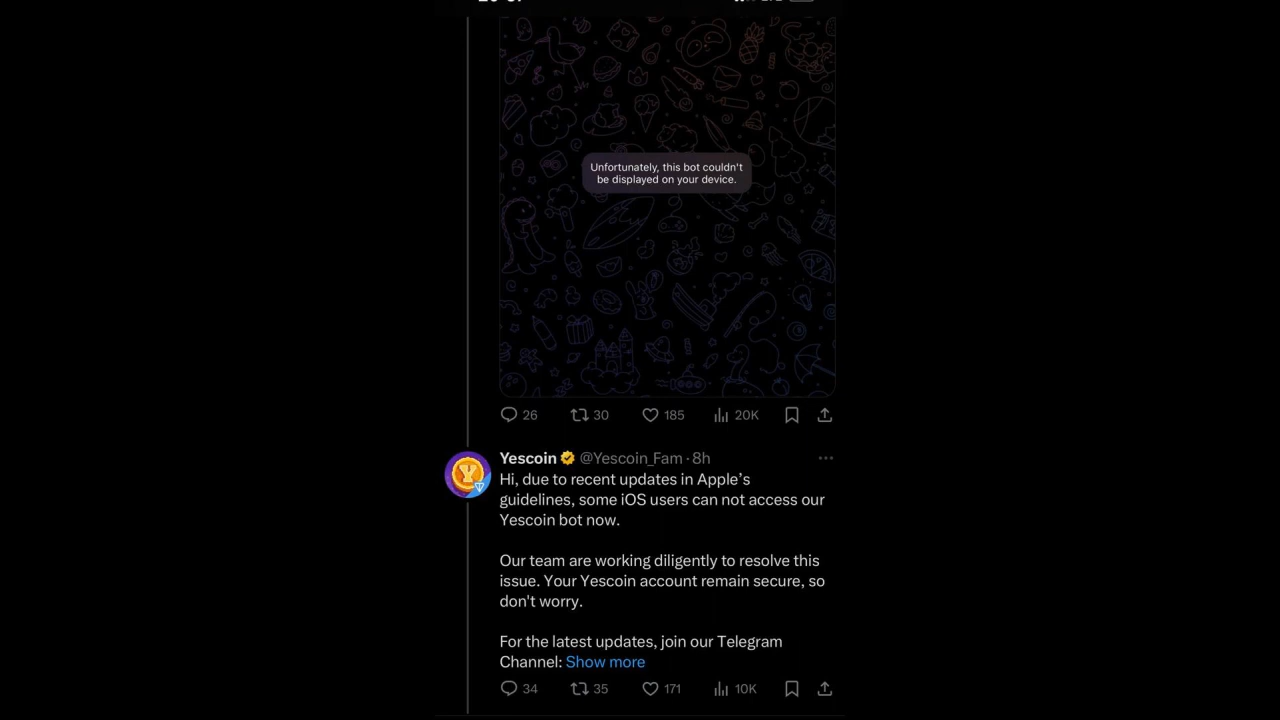 Unfortunately, this bot couldn't
be displayed on your device.
26 30 185 20K
Yescoin @Yescoin_Fam · 8h
Hi, due to recent updates in Apple’s
guidelines, some iOS users can not access our
Yescoin bot now.
Our team are working diligently to resolve this
issue. Your Yescoin account remain secure, so
don't worry.
For the latest updates, join our Telegram
Channel: Show more
34 35 171 10K